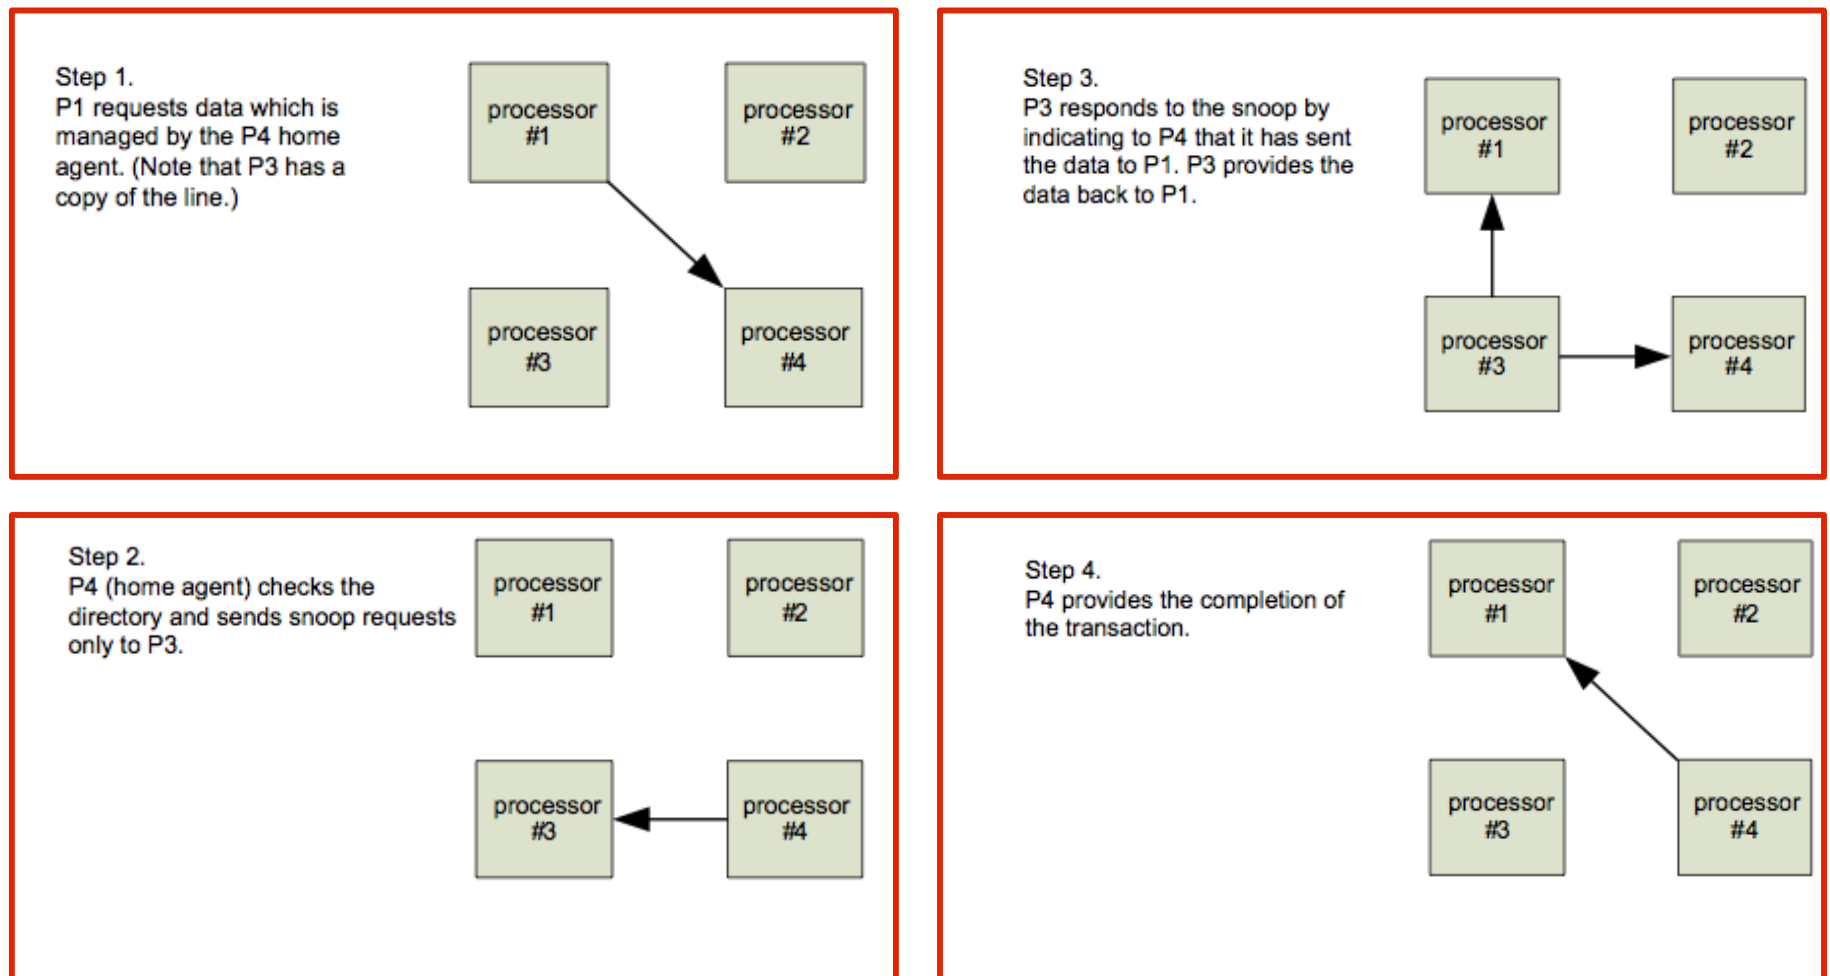 Step 1.
P1 requests data which is
managed by the P4 home
agent. (Note that P3 has a
copy of the line.)
processor
#1
processor
#2
processor
#3
processor
#4
Step 3.
P3 responds to the snoop by
indicating to P4 that it has sent
the data to P1. P3 provides the
data back to P1.
processor
#1
processor
#2
processor
#3
processor
#4
Step 2.
P4 (home agent) checks the
directory and sends snoop requests
only to P3.
processor
#1
processor
#2
processor
#3
processor
#4
Step 4.
P4 provides the completion of
the transaction.
processor
#1
processor
#2
processor
#3
processor
#4